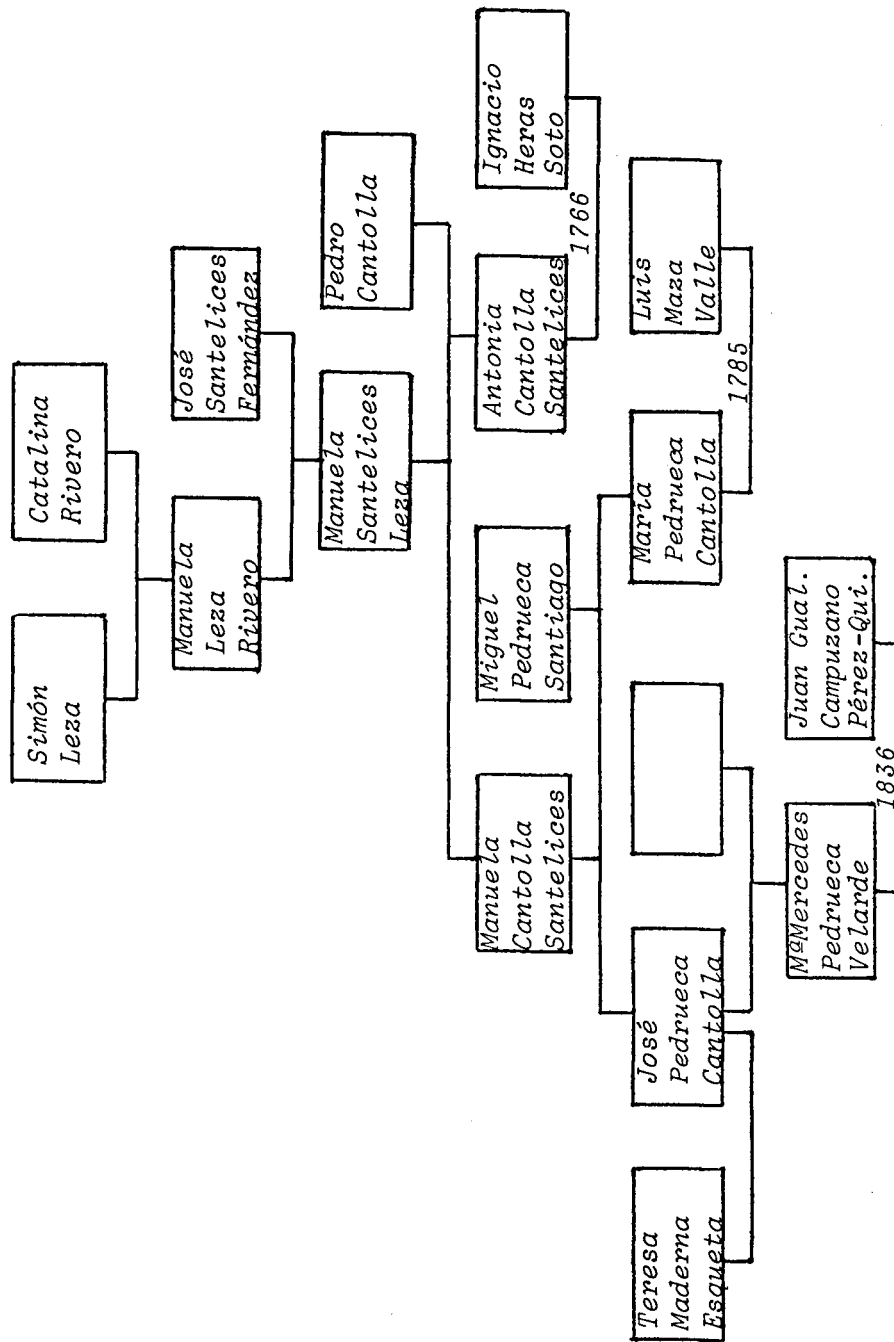 Simón
Leza
Catalina
Rivero
Manuela
Leza
Rivero
José
Santelices
Fernández
Manuela
Santelices
Leza
Pedro
Cantolla
Manuela
Cantolla
Santelices
Miguel
Pedrueca
Santiago
Antonia
Cantolla
Santelices
Ignacio
Heras
Soto
1766
Teresa
Maderna
Esqueta
José
Pedrueca
Cantolla
María
Pedrueca
Cantolla
Luis
Maza
Valle
1785
MªMercedes
Pedrueca
Velarde
Juan Gual.
Campuzano
Pérez-Qui.
1836